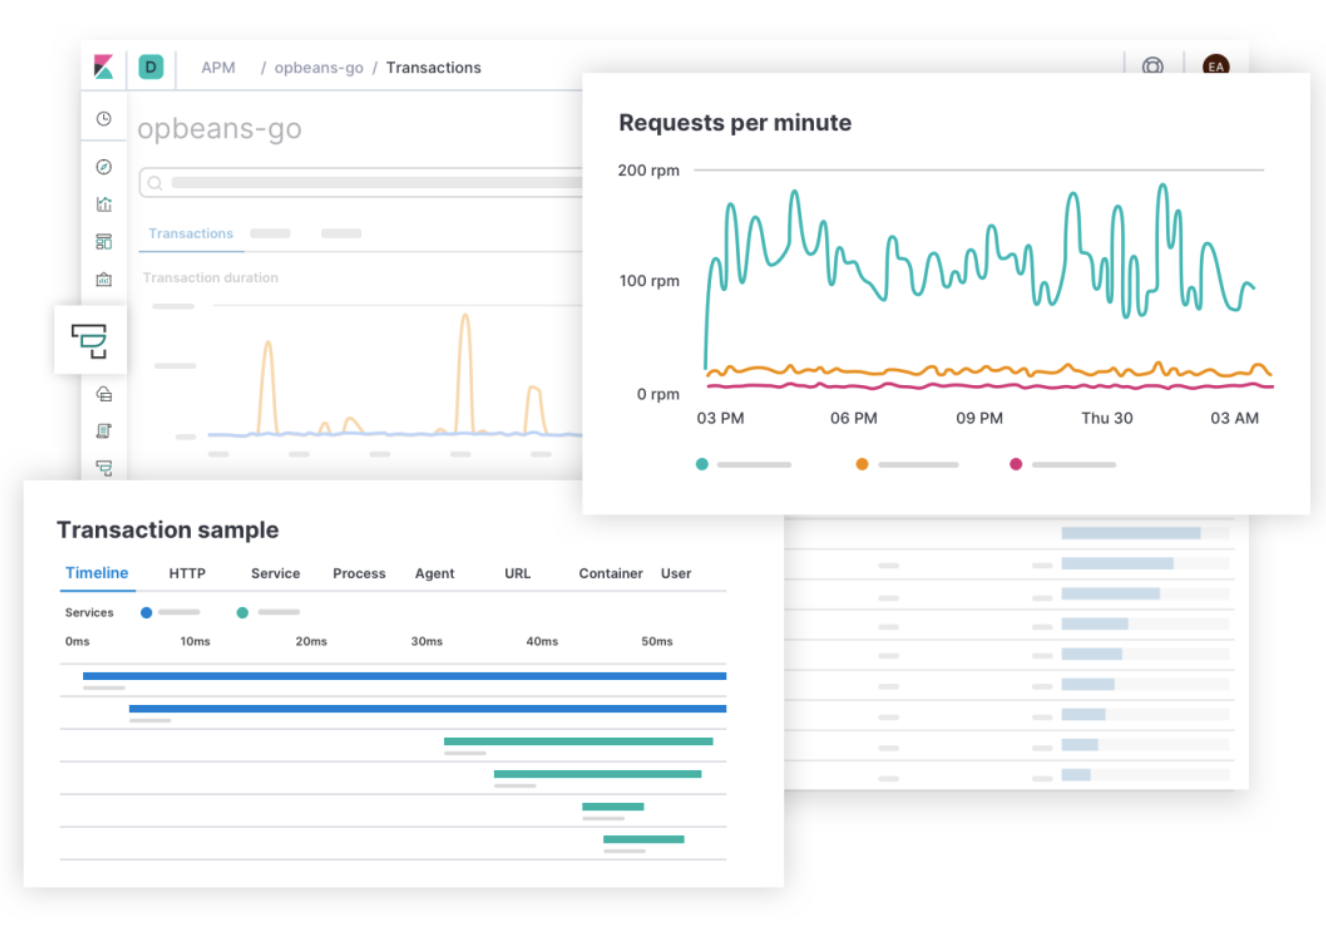 D APM / opbeans-go / Transactions EA
opbeans-go
Transactions
Transaction duration
Requests per minute
200 rpm
100 rpm
0 rpm
03 PM 06 PM 09 PM Thu 30 03 AM
Transaction sample
Timeline HTTP Service Process Agent URL Container User
Services
0ms 10ms 20ms 30ms 40ms 50ms